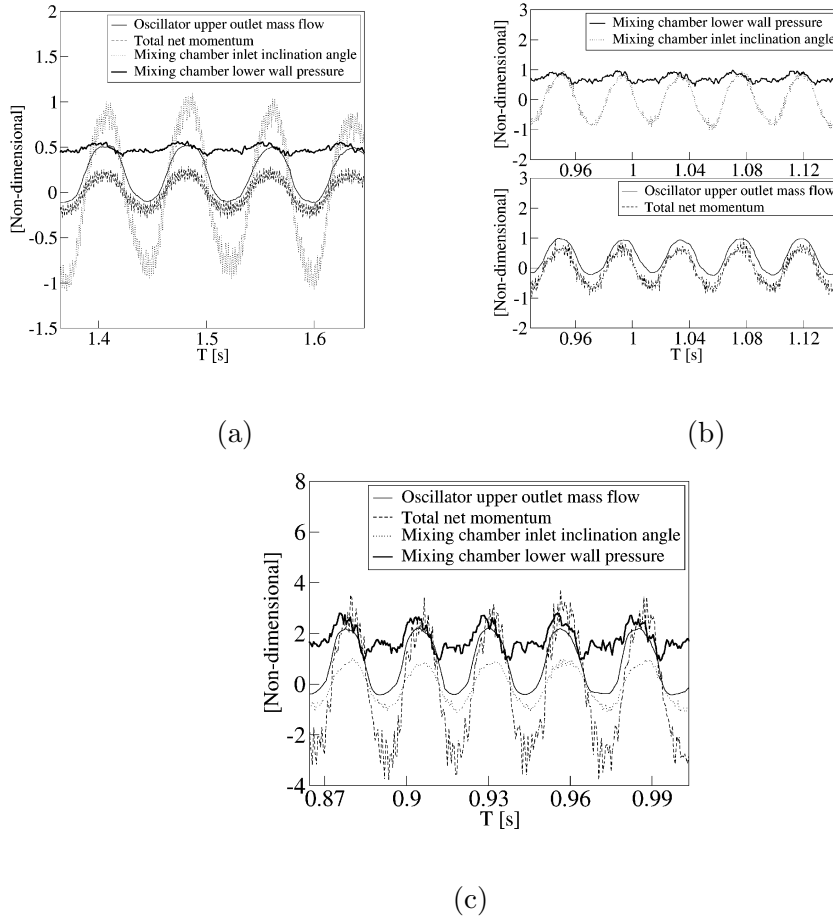 2
1.5
1
0.5
0
-0.5
-1
-1.5
[Non-dimensional]
Oscillator upper outlet mass flow
Total net momentum
Mixing chamber inlet inclination angle
Mixing chamber lower wall pressure
1.4
1.5
1.6
T [s]
(a)
3
2
1
0
-1
2
[Non-dimensional]
Mixing chamber lower wall pressure
Mixing chamber inlet inclination angle
0.96
1
1.04
1.08
1.12
3
2
1
0
-1
2
[Non-dimensional]
Oscillator upper outlet mass flow
Total net momentum
0.96
1
1.04
1.08
1.12
T [s]
(b)
8
6
4
2
0
-2
-4
[Non-dimensional]
Oscillator upper outlet mass flow
Total net momentum
Mixing chamber inlet inclination angle
Mixing chamber lower wall pressure
0.87
0.9
0.93
0.96
0.99
T [s]
(c)